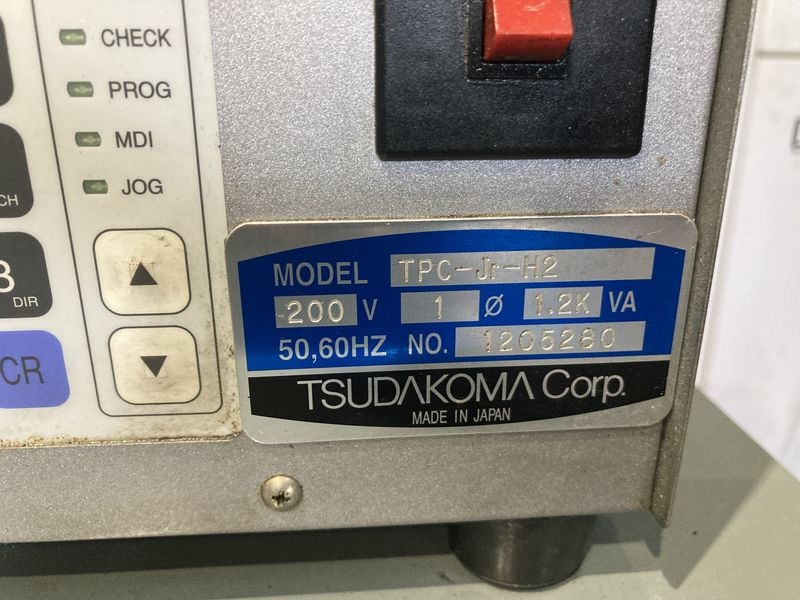 CHECK
PROG
MDI
JOG
CH
DIR
CR
MODEL TPC-Jr-H2
200 V 1 Ø 1.2K VA
50,60HZ NO. 1205280
TSUDAKOMA Corp.
MADE IN JAPAN